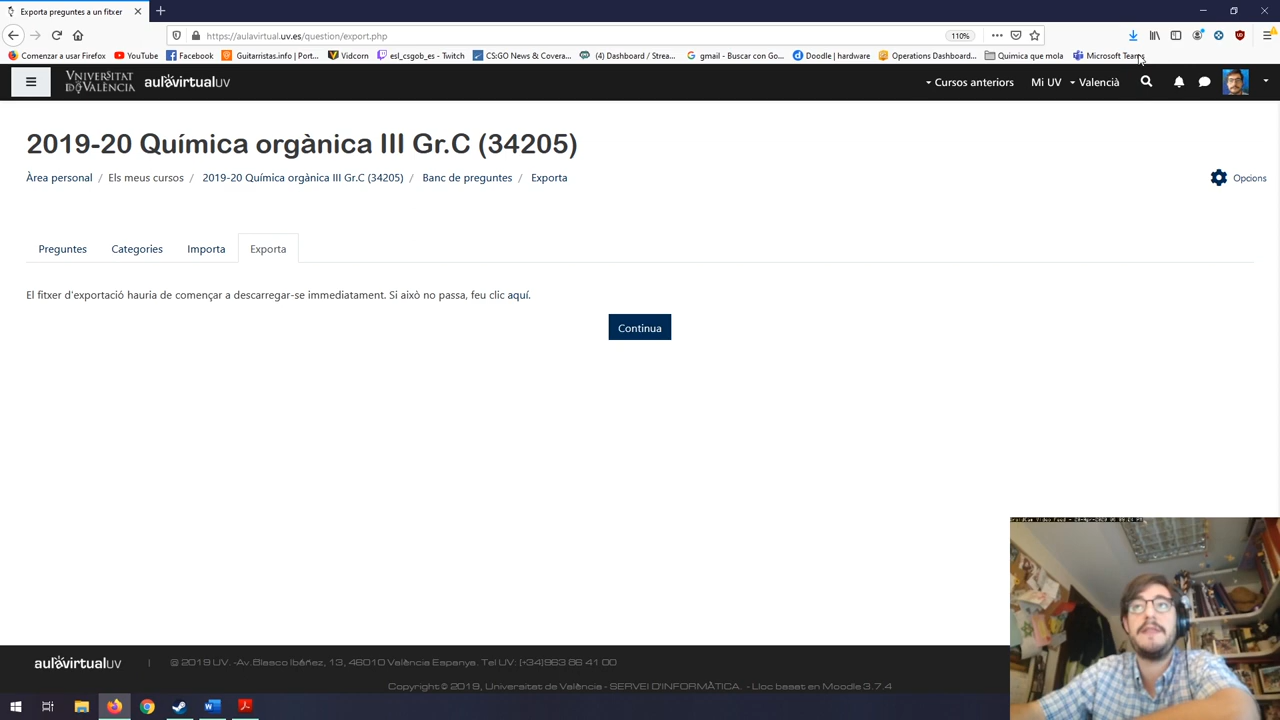 Exporta preguntes a un fitxer
https://aulavirtual.uv.es/question/export.php
110%
Comenzar a usar Firefox
YouTube
Facebook
Guitarristas.info | Port...
Vidcorn
esl_csgob_es - Twitch
CS:GO News & Covera...
(4) Dashboard / Strea...
gmail - Buscar con Go...
Doodle | hardware
Operations Dashboard...
Quimica que mola
Microsoft Teams
VNIVERSITAT
DE VALÈNCIA
aulavirtualuv
Cursos anteriors
Mi UV
Valencià
2019-20 Química orgànica III Gr.C (34205)
Àrea personal / Els meus cursos / 2019-20 Química orgànica III Gr.C (34205) / Banc de preguntes / Exporta
Opcions
Preguntes
Categories
Importa
Exporta
El fitxer d'exportació hauria de començar a descarregar-se immediatament. Si això no passa, feu clic aquí.
Continua
aulavirtualuv | © 2019 UV. -Av. Blasco Ibáñez, 13, 46010 València Espanya. Tel UV: (+34)963 86 41 00
Copyright © 2019, Universitat de València - SERVEI D'INFORMÀTICA. - Lloc basat en Moodle 3.7.4